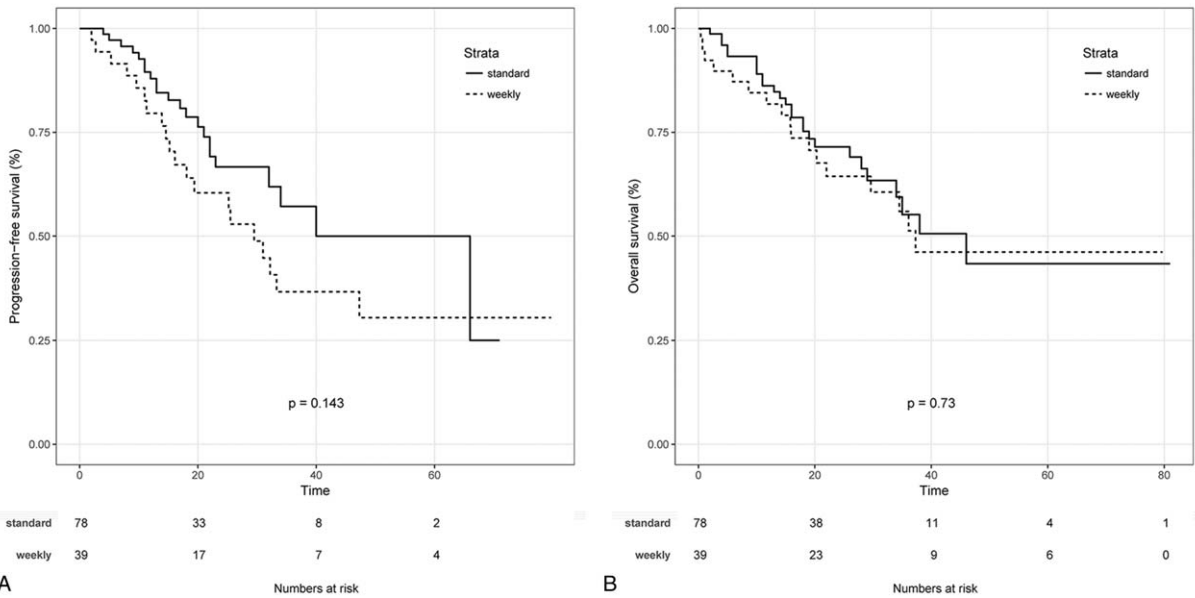 1.00
0.75
0.50
0.25
0.00
Progression−free survival (%)
Strata
standard
weekly
p = 0.143
0
20
40
60
Time
standard 78 33 8 2
weekly 39 17 7 4
A
Numbers at risk
1.00
0.75
0.50
0.25
0.00
Overall survival (%)
Strata
standard
weekly
p = 0.73
0
20
40
60
80
Time
standard 78 38 11 4 1
weekly 39 23 9 6 0
B
Numbers at risk